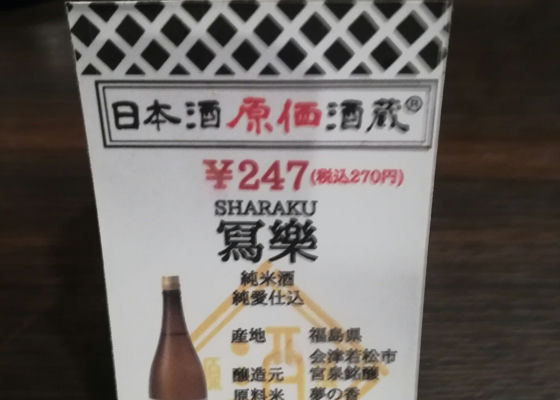 日本酒原価酒蔵®
¥247(税込270円)
SHARAKU
冩樂
純米酒
純愛仕込
産地 福島県
会津若松市
醸造元 宮泉銘醸
原料米 夢の香